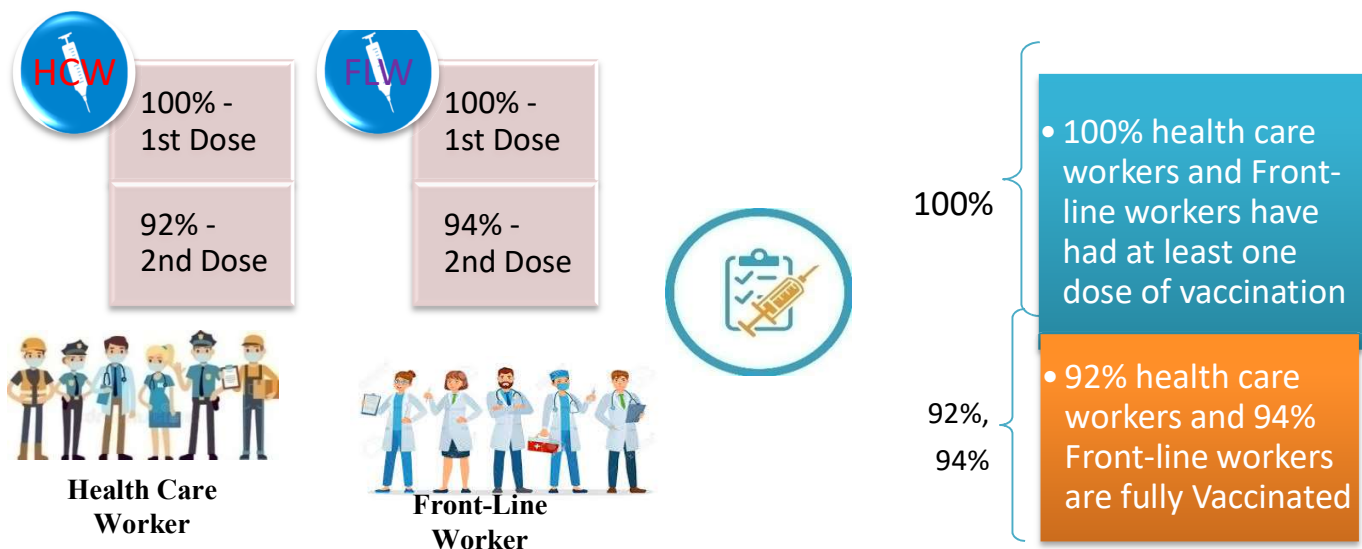 HCW
100% -
1st Dose
92% -
2nd Dose
FLW
100% -
1st Dose
94% -
2nd Dose
Health Care
Worker
Front-Line
Worker
100%
• 100% health care
workers and Front-
line workers have
had at least one
dose of vaccination
92%,
94%
• 92% health care
workers and 94%
Front-line workers
are fully Vaccinated